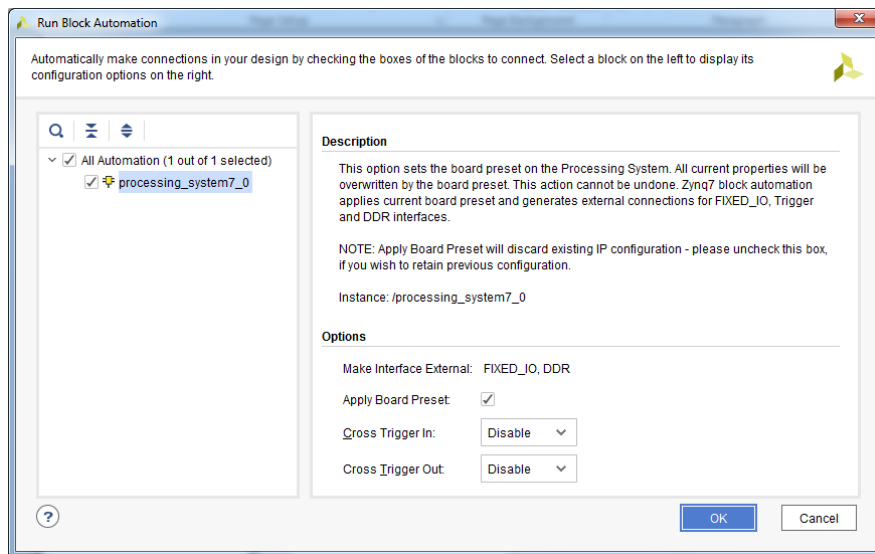 Run Block Automation
Automatically make connections in your design by checking the boxes of the blocks to connect. Select a block on the left to display its
configuration options on the right.
All Automation (1 out of 1 selected)
processing_system7_0
Description
This option sets the board preset on the Processing System. All current properties will be
overwritten by the board preset. This action cannot be undone. Zynq7 block automation
applies current board preset and generates external connections for FIXED_IO, Trigger
and DDR interfaces.
NOTE: Apply Board Preset will discard existing IP configuration - please uncheck this box,
if you wish to retain previous configuration.
Instance: /processing_system7_0
Options
Make Interface External: FIXED_IO, DDR
Apply Board Preset:
Cross Trigger In: Disable
Cross Trigger Out: Disable
?
OK
Cancel